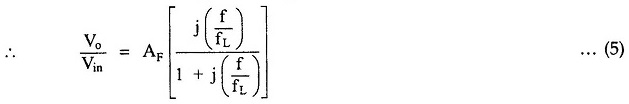 ∴ V₀/Vᵢₙ = A_F [ j(f/f_L) / (1 + j(f/f_L)) ] ... (5)